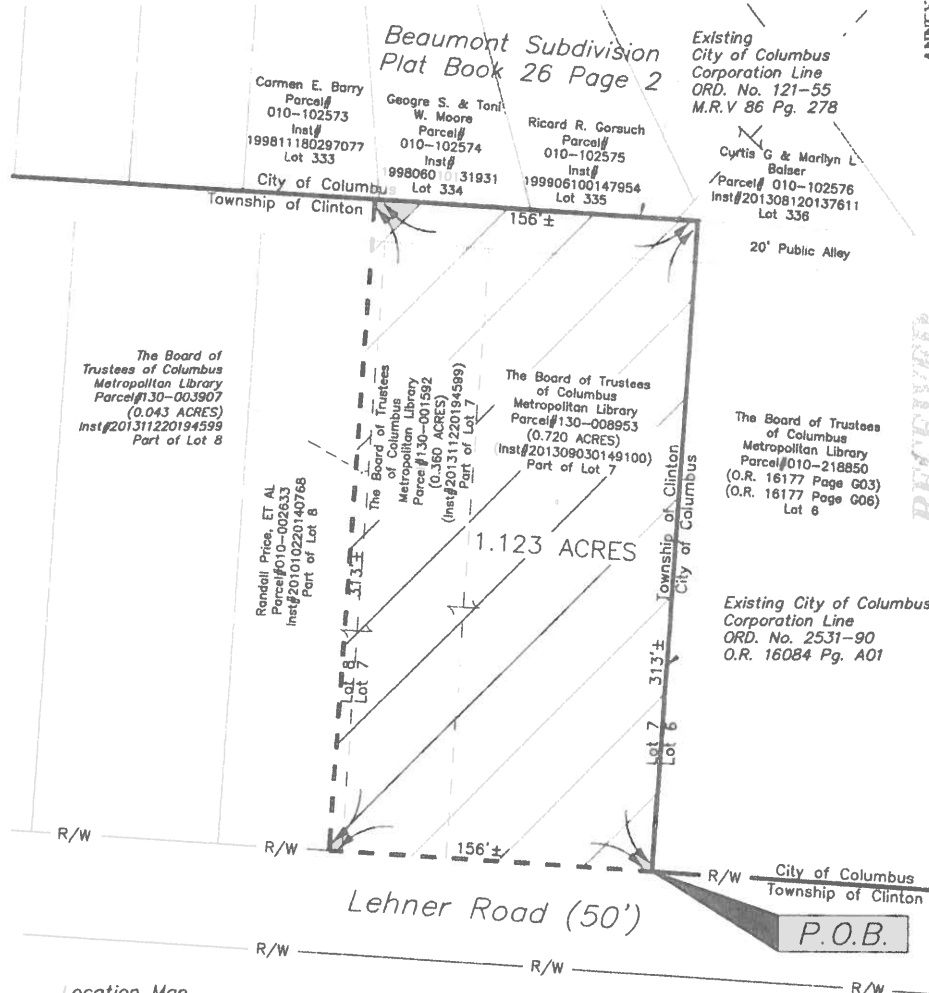 Beaumont Subdivision
Plat Book 26 Page 2
Existing
City of Columbus
Corporation Line
ORD. No. 121-55
M.R.V 86 Pg. 278
Carmen E. Barry
Parcel#
010-102573
Inst#
199811180297077
Lot 333
Geogre S. & Toni
W. Moore
Parcel#
010-102574
Inst#
199806010131931
Lot 334
Ricard R. Gorsuch
Parcel#
010-102575
Inst#
199906100147954
Lot 335
Cyrtis G & Marilyn L
Balser
Parcel# 010-102576
Inst#201308120137611
Lot 336
20' Public Alley
City of Columbus
Township of Clinton
156'±
The Board of
Trustees of Columbus
Metropolitan Library
Parcel#130-003907
(0.043 ACRES)
Inst#201311220194599
Part of Lot 8
The Board of Trustees
of Columbus
Metropolitan Library
Parcel#130-001592
(0.360 ACRES)
(Inst#201311220194599)
Part of Lot 7
The Board of Trustees
of Columbus
Metropolitan Library
Parcel#130-008953
(0.720 ACRES)
(Inst#201309030149100)
Part of Lot 7
The Board of Trustees
of Columbus
Metropolitan Library
Parcel#010-218850
(O.R. 16177 Page G03)
(O.R. 16177 Page G06)
Lot 6
Randall Price, ET AL
Parcel#010-002633
Inst#201010220140768
Part of Lot 8
1.123 ACRES
Township of Clinton
City of Columbus
Existing City of Columbus
Corporation Line
ORD. No. 2531-90
O.R. 16084 Pg. A01
313'±
313'±
Lot 8
Lot 7
Lot 7
Lot 6
R/W
R/W
156'±
R/W
City of Columbus
Township of Clinton
Lehner Road (50')
P.O.B.
R/W
R/W
R/W
Location Map